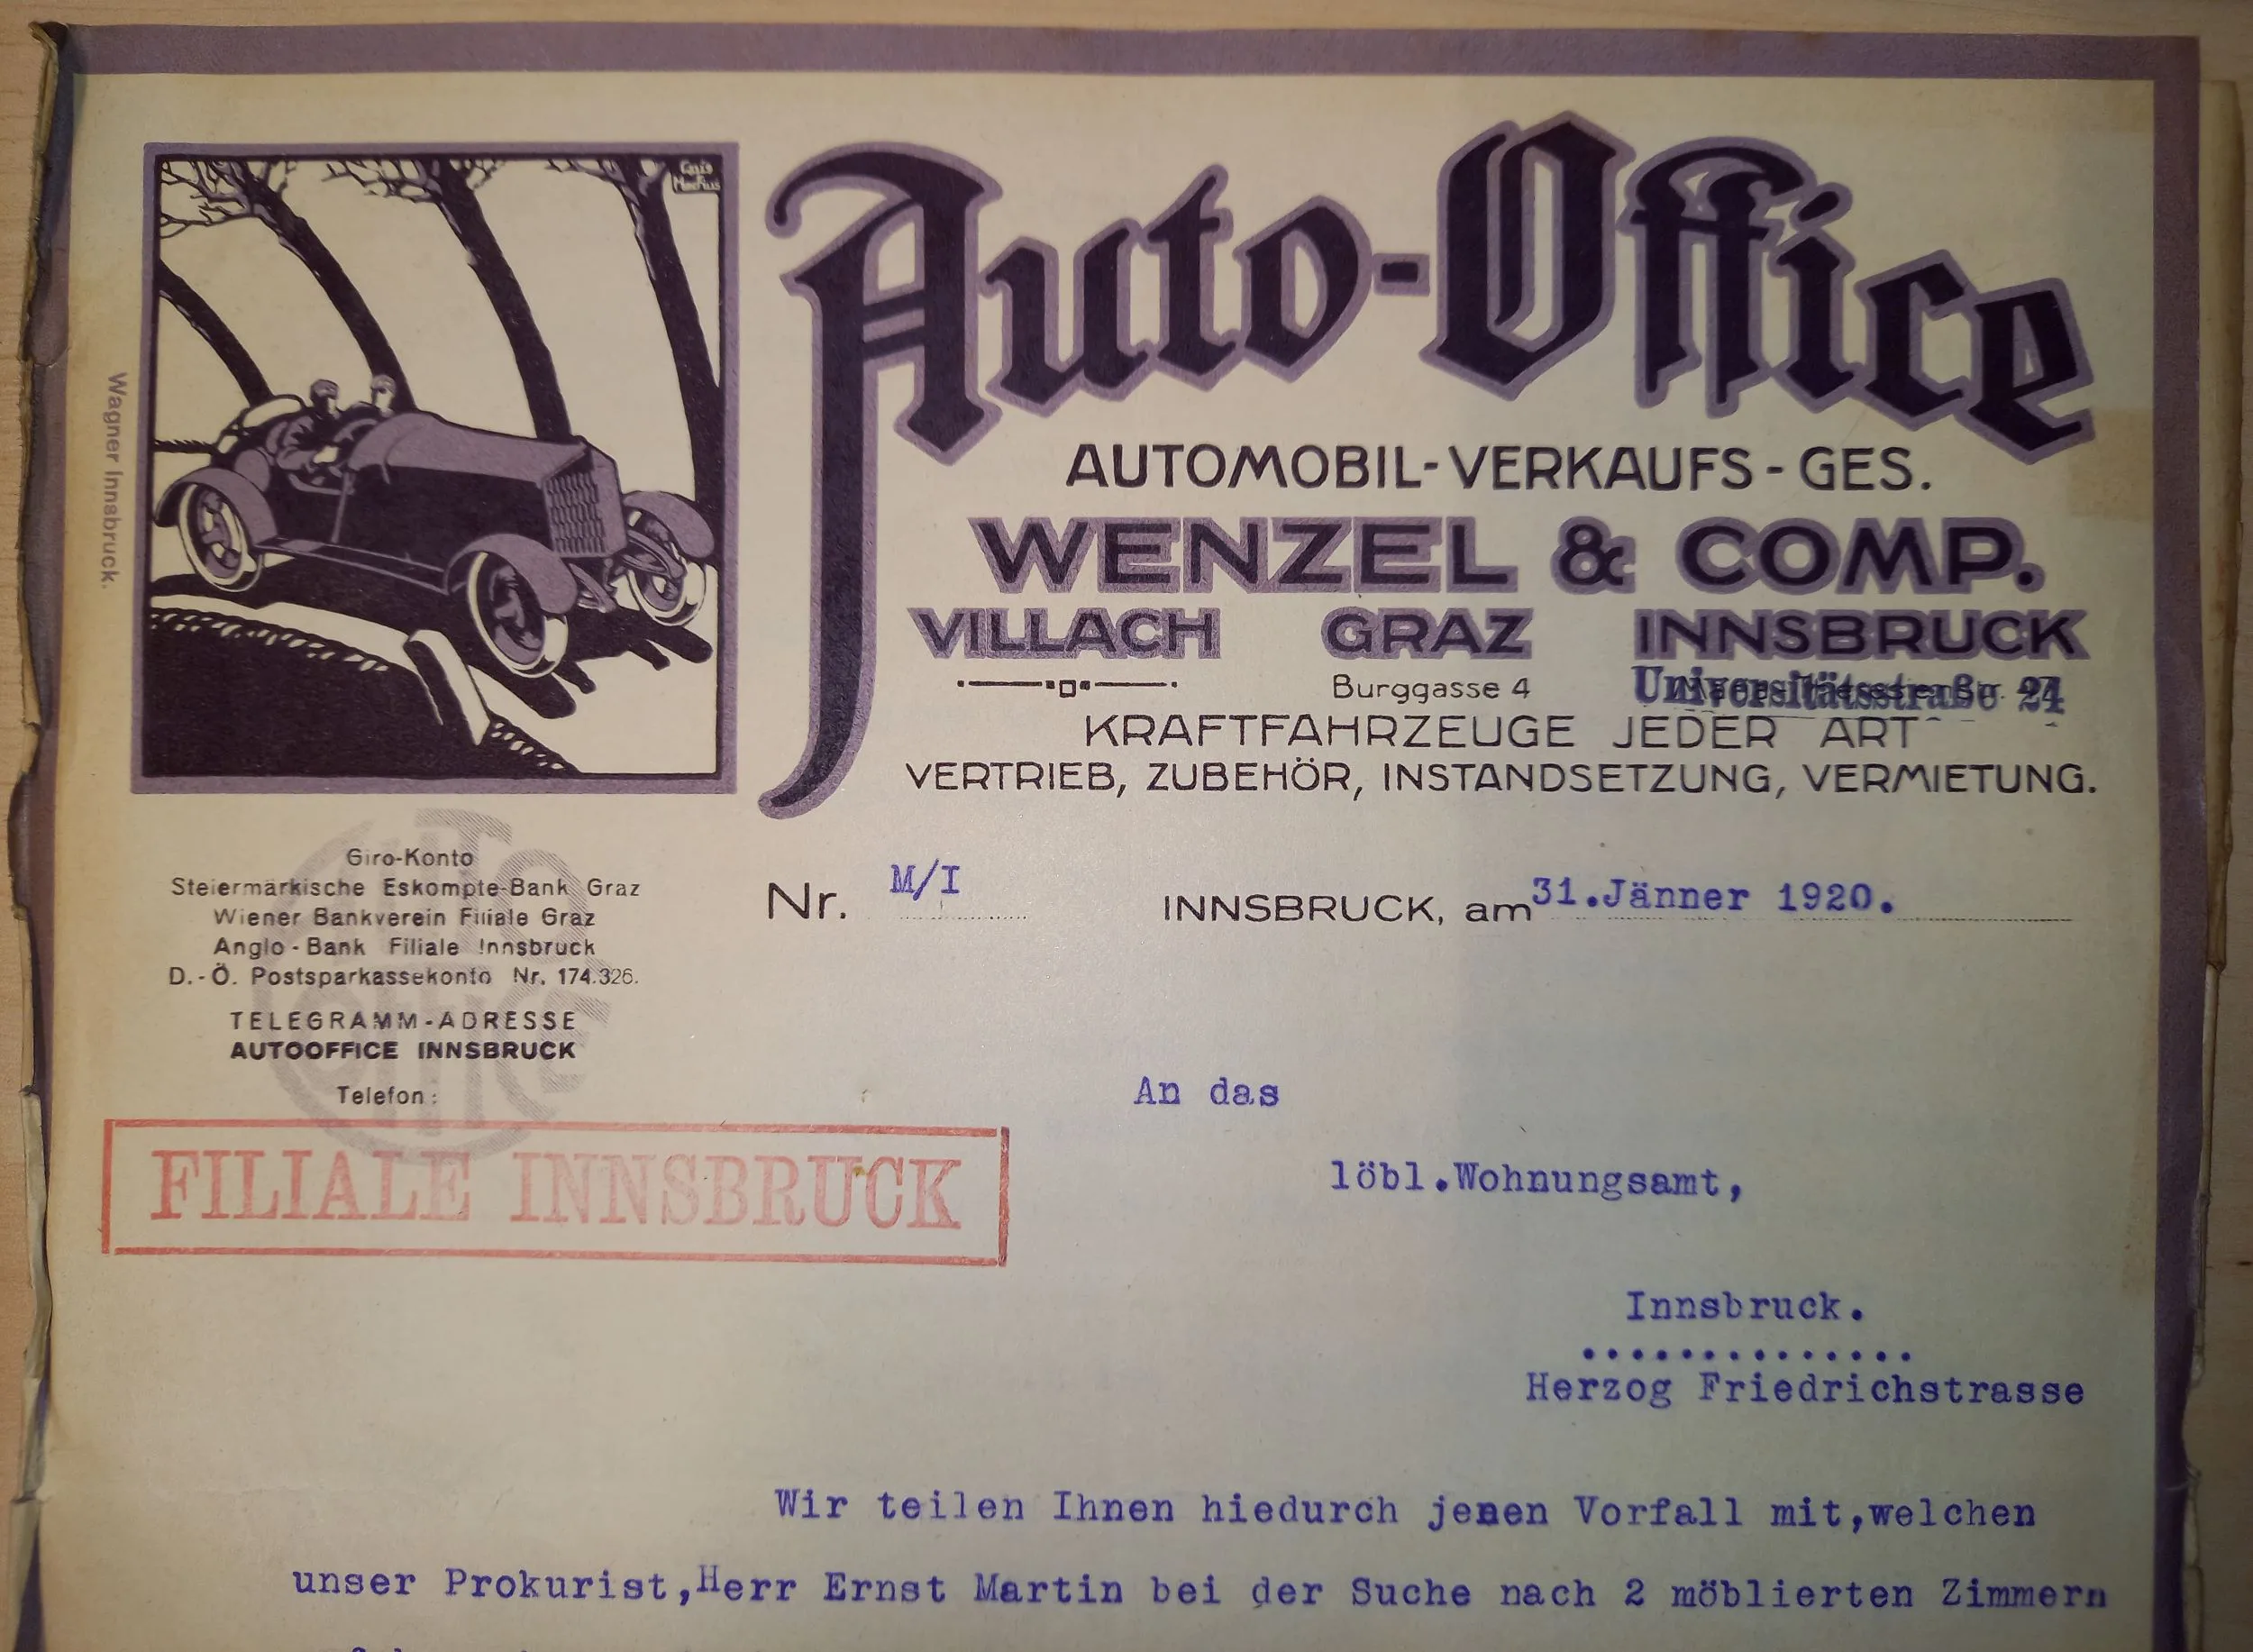 Auto-Office
AUTOMOBIL-VERKAUFS-GES.
WENZEL & COMP.
VILLACH GRAZ INNSBRUCK
Burggasse 4 Universitätsstraße 24
KRAFTFAHRZEUGE JEDER ART
VERTRIEB, ZUBEHÖR, INSTANDSETZUNG, VERMIETUNG.
Wagner Innsbruck.
Giro-Konto
Steiermärkische Eskompte-Bank Graz
Wiener Bankverein Filiale Graz
Anglo-Bank Filiale Innsbruck
D.-Ö. Postsparkassekonto Nr. 174.326.
TELEGRAMM-ADRESSE
AUTOOFFICE INNSBRUCK
Telefon:
FILIALE INNSBRUCK
Nr. M/I INNSBRUCK, am 31.Jänner 1920.
An das
löbl.Wohnungsamt,
Innsbruck.
Herzog Friedrichstrasse
Wir teilen Ihnen hiedurch jenen Vorfall mit,welchen
unser Prokurist,Herr Ernst Martin bei der Suche nach 2 möblierten Zimmern